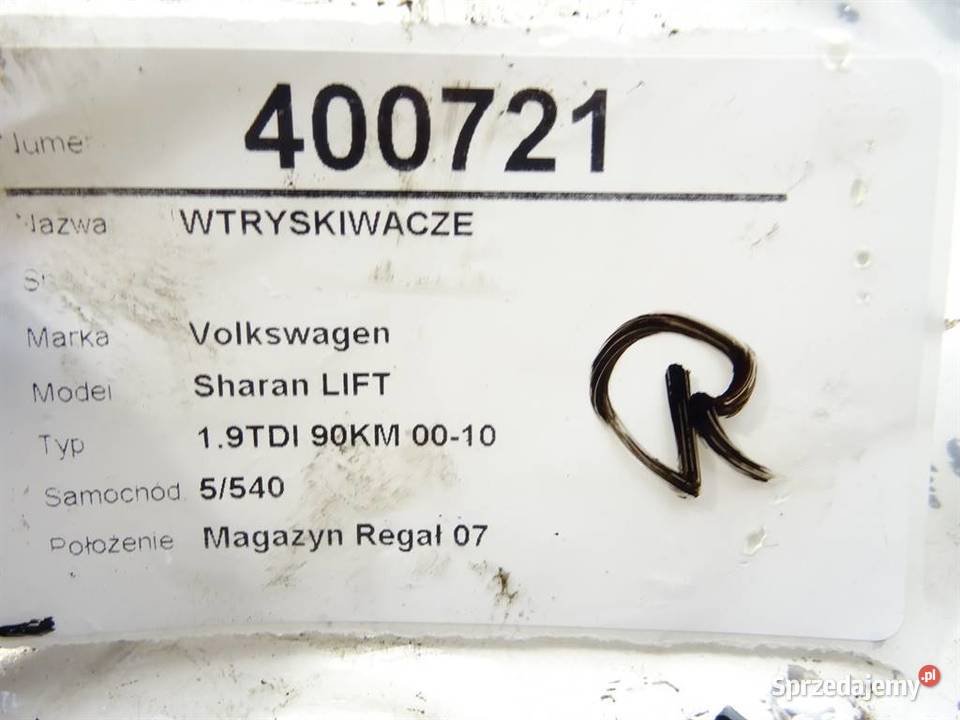 Numer 400721
Nazwa WTRYSKIWACZE
Marka Volkswagen
Model Sharan LIFT
Typ 1.9TDI 90KM 00-10
Samochód 5/540
Położenie Magazyn Regał 07
R
Sprzedajemy.pl